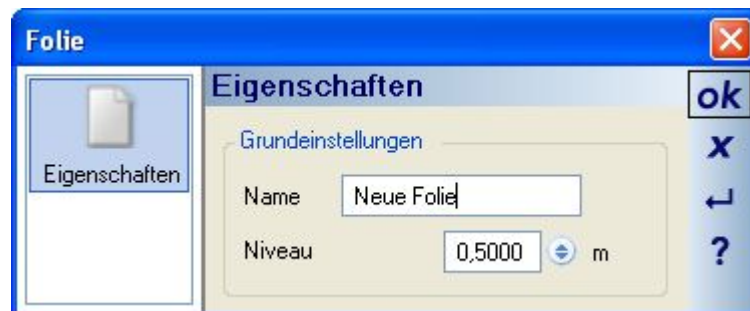 Folie
Eigenschaften
Eigenschaften
Grundeinstellungen
Name Neue Folie
Niveau 0,5000 m
ok
x
?